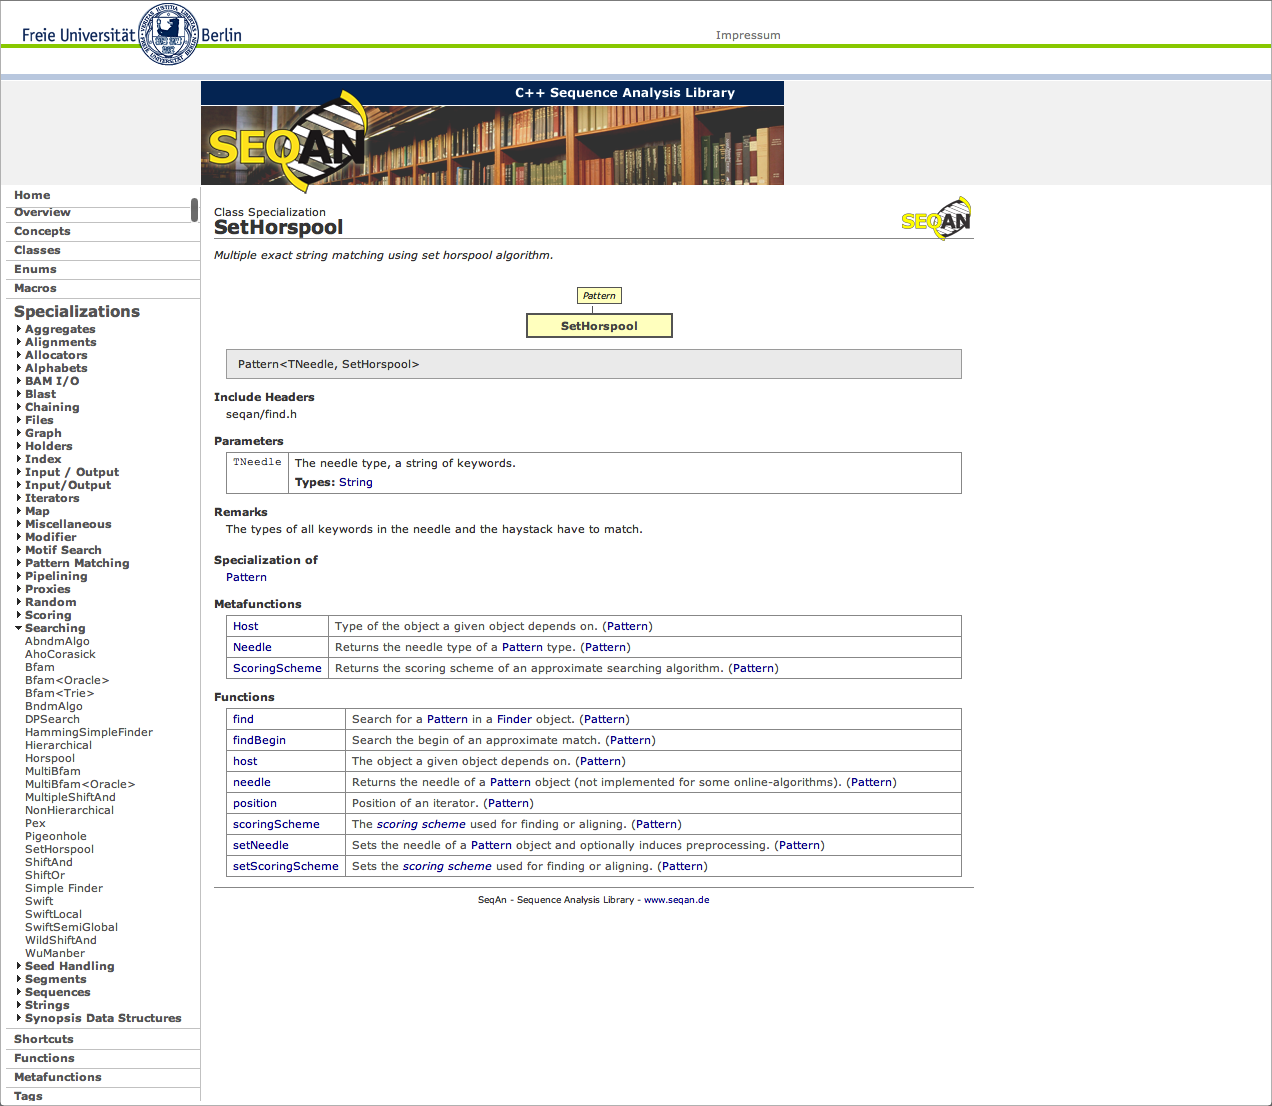 Freie Universität Berlin
Impressum
C++ Sequence Analysis Library
SEQAN
Home
Overview
Concepts
Classes
Enums
Macros
Specializations
Aggregates
Alignments
Allocators
Alphabets
BAM I/O
Blast
Chaining
Files
Graph
Holders
Index
Input / Output
Input/Output
Iterators
Map
Miscellaneous
Modifier
Motif Search
Pattern Matching
Pipelining
Proxies
Random
Scoring
Searching
AbndmAlgo
AhoCorasick
Bfam
Bfam<Oracle>
Bfam<Trie>
BndmAlgo
DPSearch
HammingSimpleFinder
Hierarchical
Horspool
MultiBfam
MultiBfam<Oracle>
MultipleShiftAnd
NonHierarchical
Pex
Pigeonhole
SetHorspool
ShiftAnd
ShiftOr
Simple Finder
Swift
SwiftLocal
SwiftSemiGlobal
WildShiftAnd
WuManber
Seed Handling
Segments
Sequences
Strings
Synopsis Data Structures
Shortcuts
Functions
Metafunctions
Tags
Class Specialization
SetHorspool
SEQAN
Multiple exact string matching using set horspool algorithm.
Pattern
SetHorspool
Pattern<TNeedle, SetHorspool>
Include Headers
seqan/find.h
Parameters
TNeedle The needle type, a string of keywords.
Types: String
Remarks
The types of all keywords in the needle and the haystack have to match.
Specialization of
Pattern
Metafunctions
Host Type of the object a given object depends on. (Pattern)
Needle Returns the needle type of a Pattern type. (Pattern)
ScoringScheme Returns the scoring scheme of an approximate searching algorithm. (Pattern)
Functions
find Search for a Pattern in a Finder object. (Pattern)
findBegin Search the begin of an approximate match. (Pattern)
host The object a given object depends on. (Pattern)
needle Returns the needle of a Pattern object (not implemented for some online-algorithms). (Pattern)
position Position of an iterator. (Pattern)
scoringScheme The scoring scheme used for finding or aligning. (Pattern)
setNeedle Sets the needle of a Pattern object and optionally induces preprocessing. (Pattern)
setScoringScheme Sets the scoring scheme used for finding or aligning. (Pattern)
SeqAn - Sequence Analysis Library - www.seqan.de